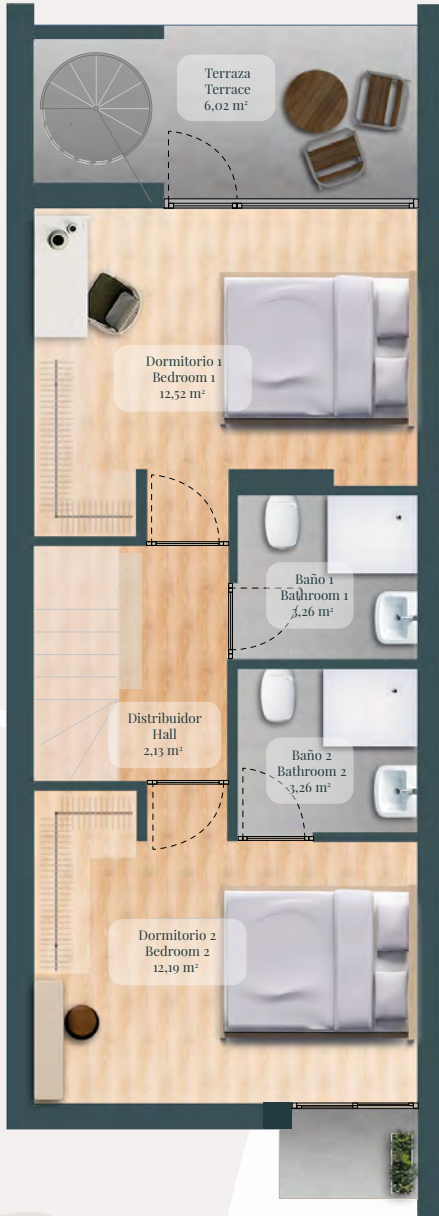 Terraza
Terrace
6,02 m²
Dormitorio 1
Bedroom 1
12,52 m²
Baño 1
Bathroom 1
3,26 m²
Distribuidor
Hall
2,13 m²
Baño 2
Bathroom 2
3,26 m²
Dormitorio 2
Bedroom 2
12,19 m²